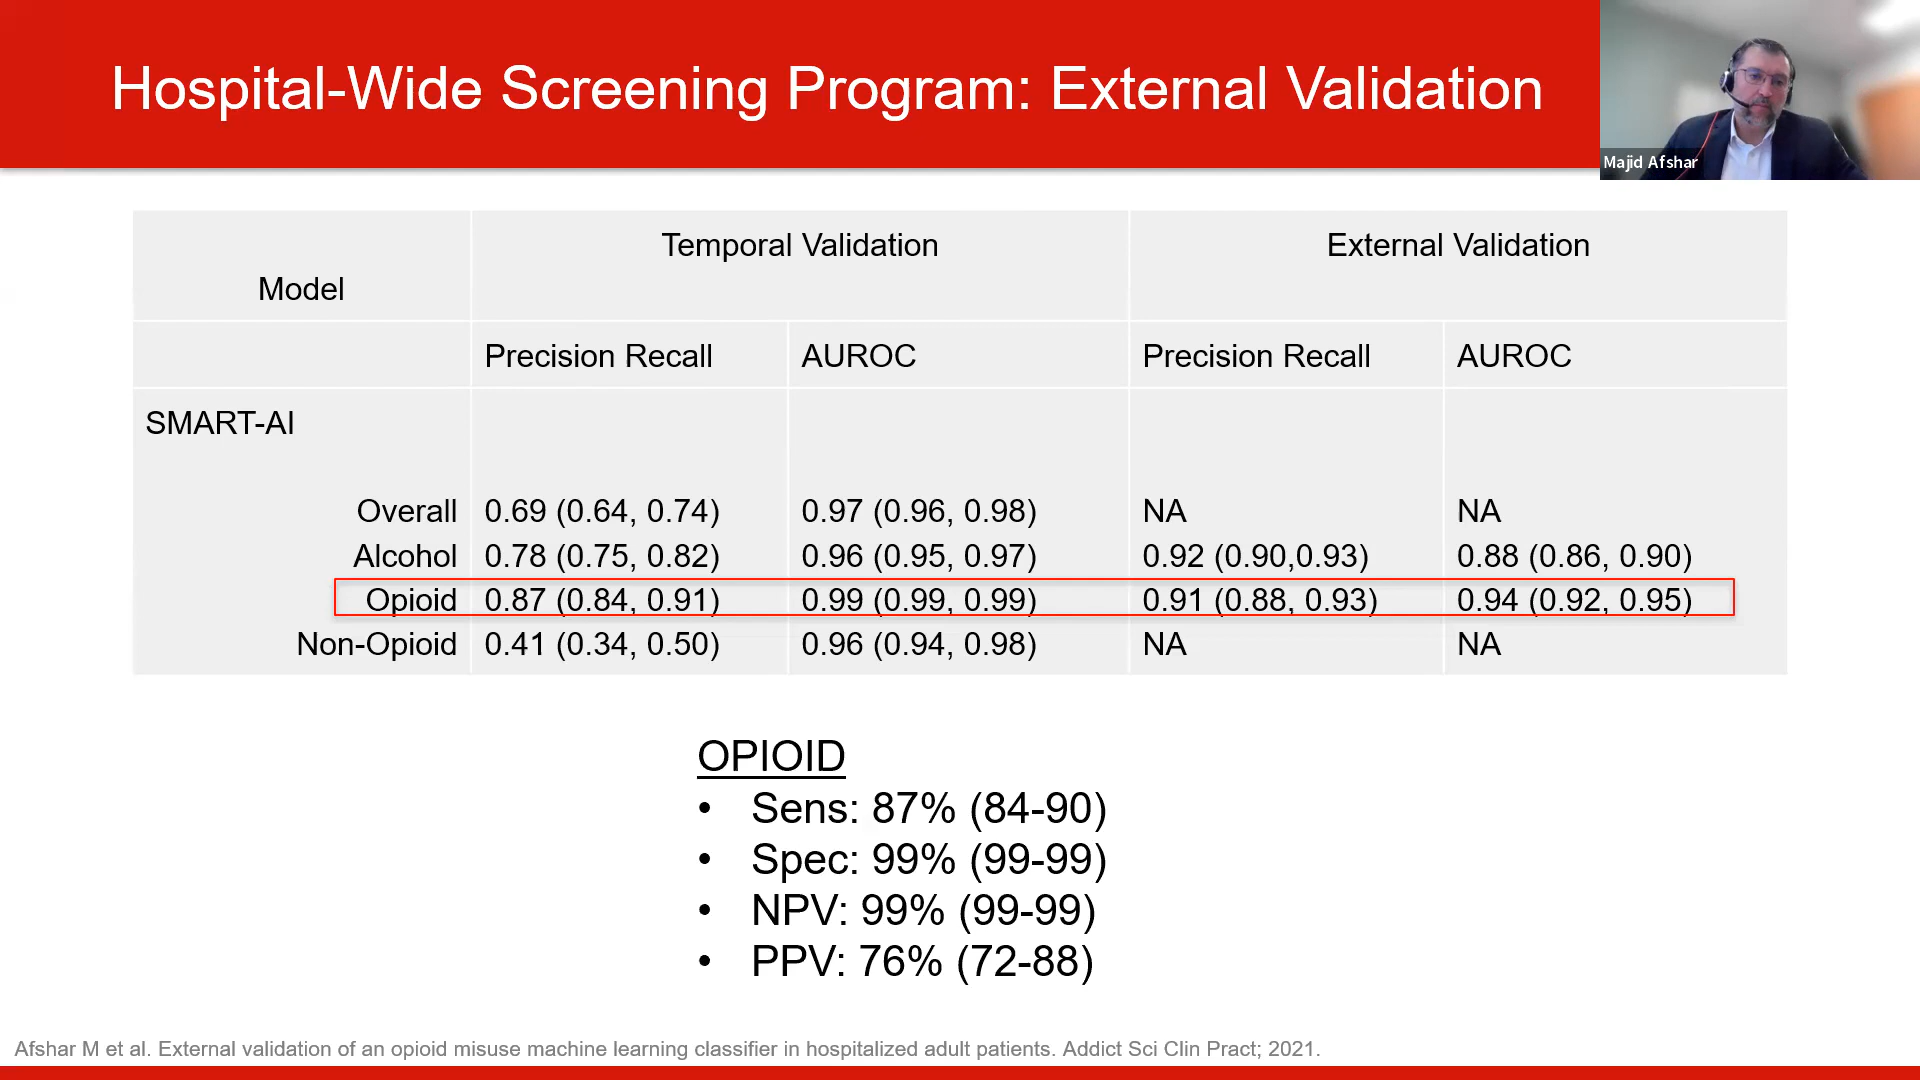 Hospital-Wide Screening Program: External Validation
Majid Afshar
Model Temporal Validation External Validation
Precision Recall AUROC Precision Recall AUROC
SMART-AI
Overall 0.69 (0.64, 0.74) 0.97 (0.96, 0.98) NA NA
Alcohol 0.78 (0.75, 0.82) 0.96 (0.95, 0.97) 0.92 (0.90,0.93) 0.88 (0.86, 0.90)
Opioid 0.87 (0.84, 0.91) 0.99 (0.99, 0.99) 0.91 (0.88, 0.93) 0.94 (0.92, 0.95)
Non-Opioid 0.41 (0.34, 0.50) 0.96 (0.94, 0.98) NA NA
OPIOID
• Sens: 87% (84-90)
• Spec: 99% (99-99)
• NPV: 99% (99-99)
• PPV: 76% (72-88)
Afshar M et al. External validation of an opioid misuse machine learning classifier in hospitalized adult patients. Addict Sci Clin Pract; 2021.